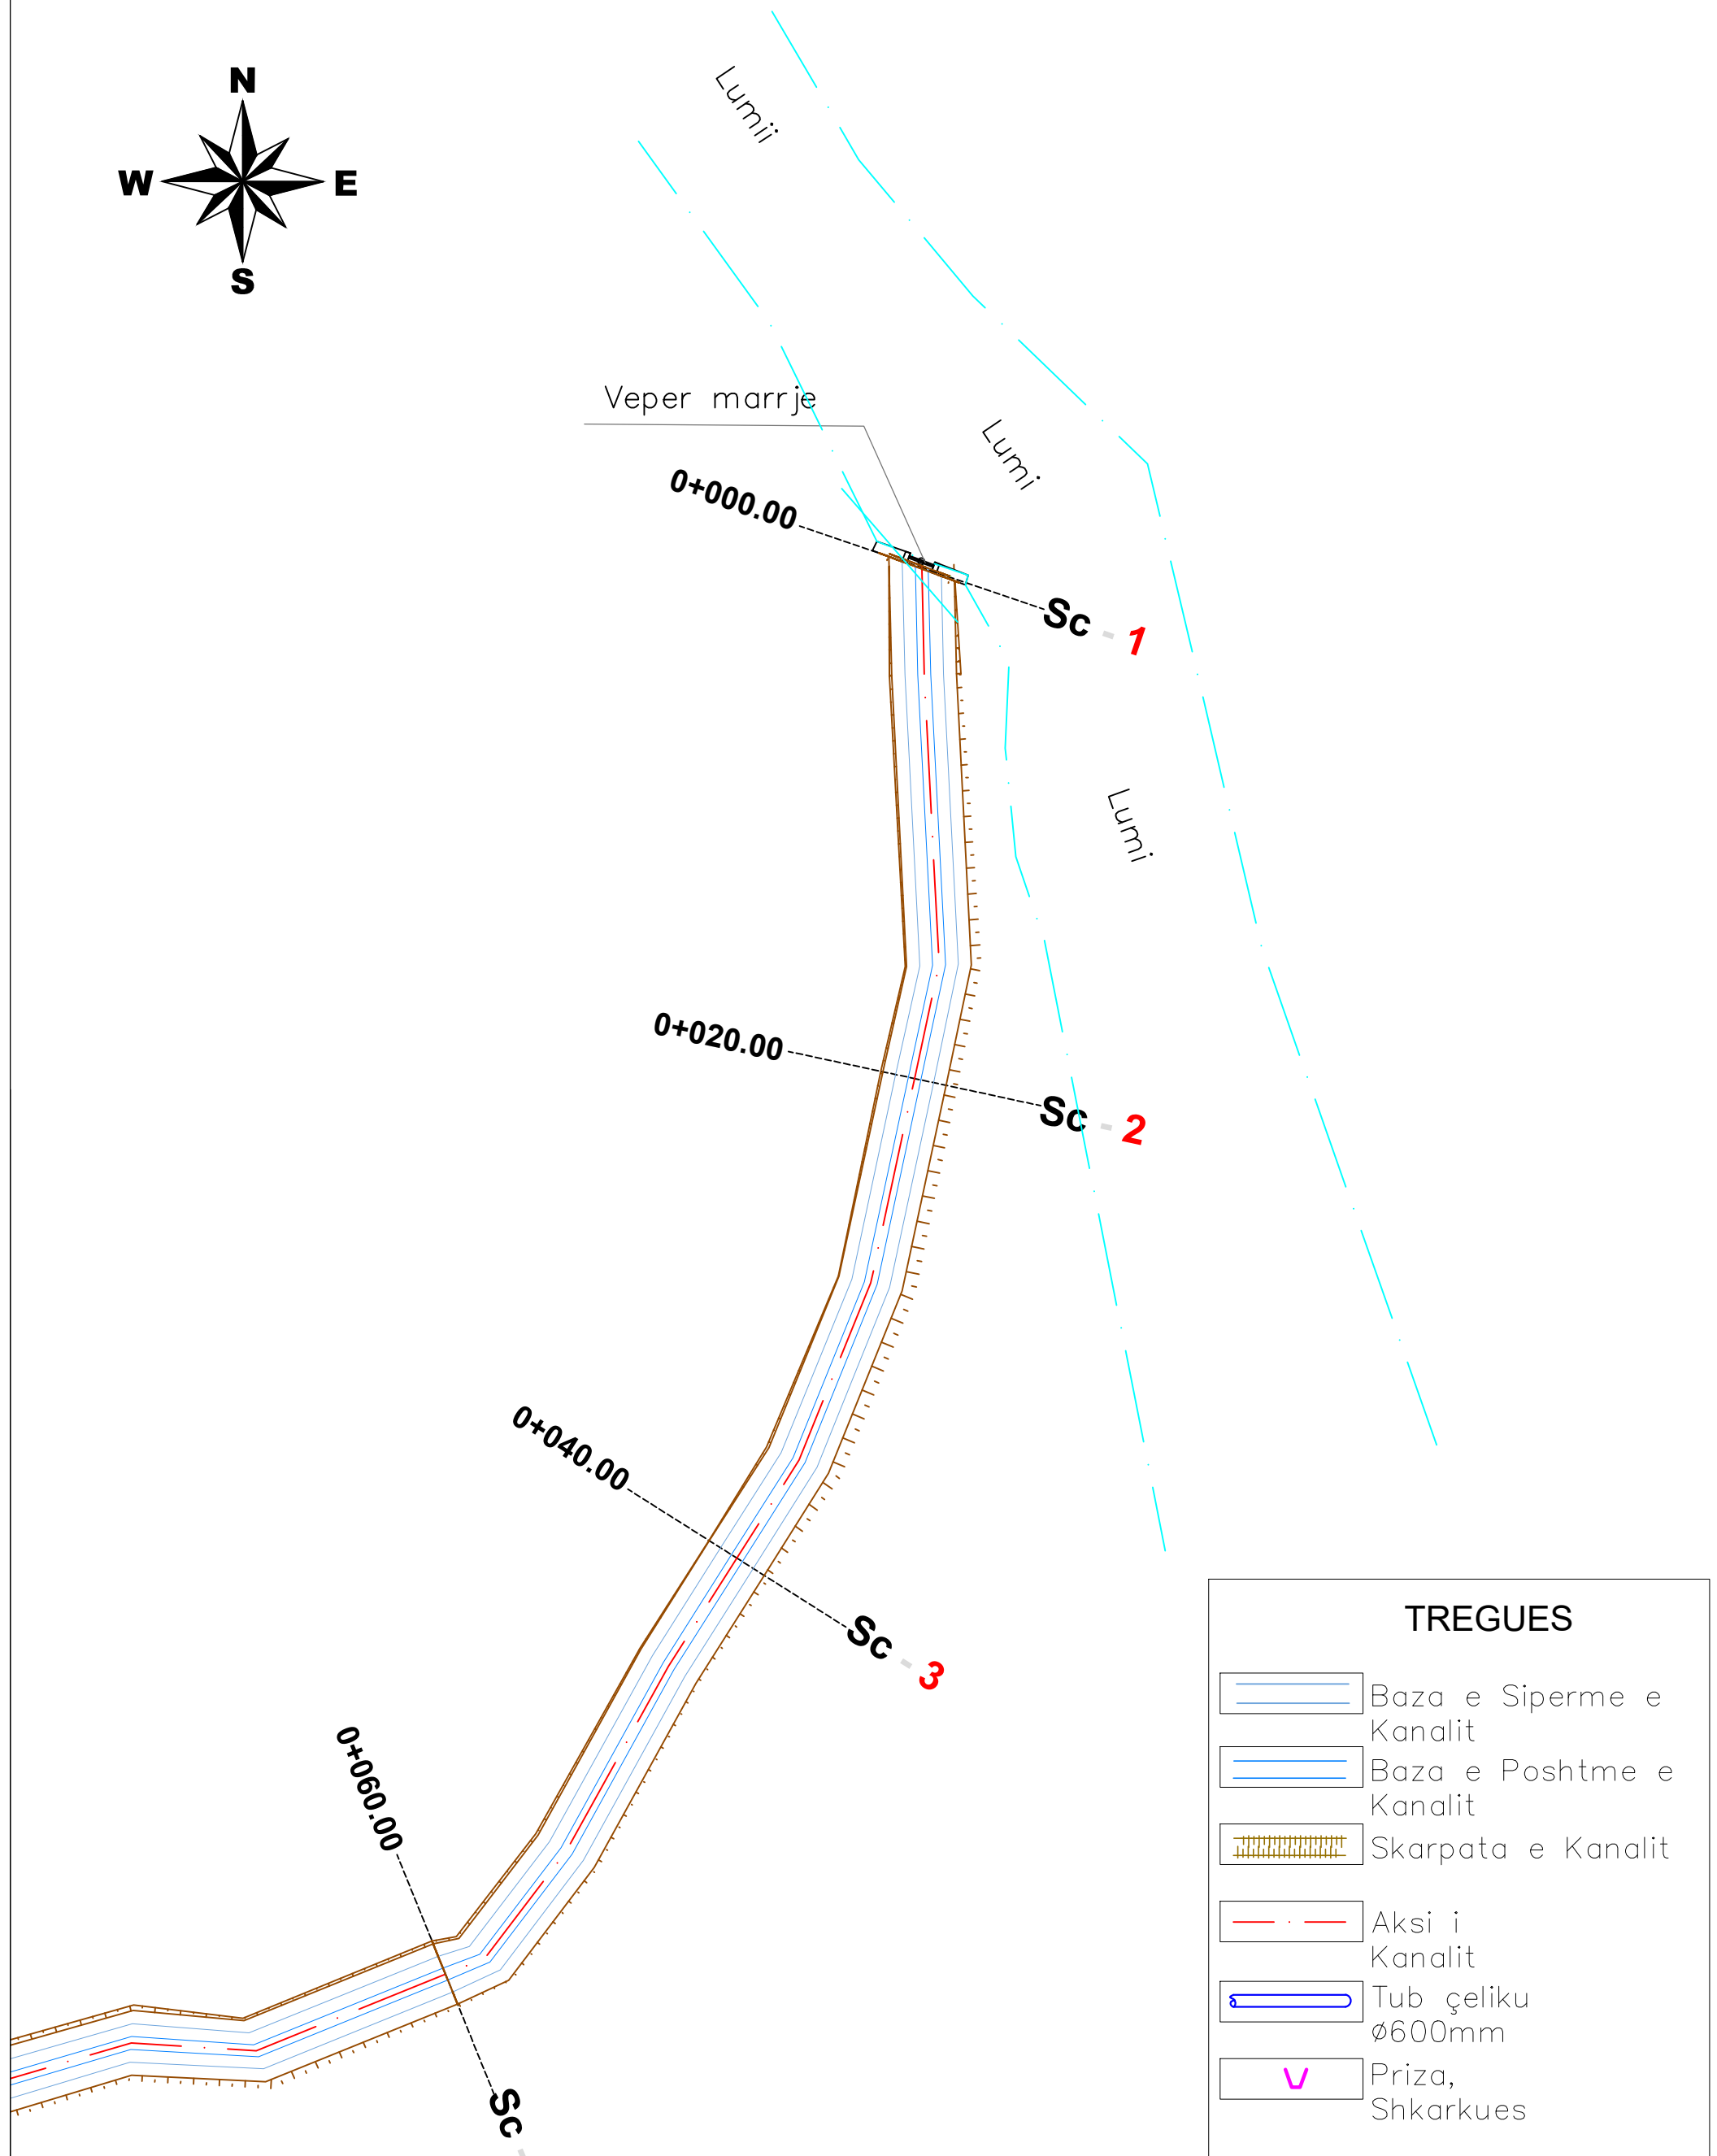 N
W E
S
Lumii
Veper marrje
Lumi
0+000.00
Sc - 1
Lumi
0+020.00
Sc - 2
0+040.00
Sc - 3
0+060.00
Sc -
TREGUES
Baza e Siperme e
Kanalit
Baza e Poshtme e
Kanalit
Skarpata e Kanalit
Aksi i
Kanalit
Tub çeliku
Ø600mm
Priza,
Shkarkues